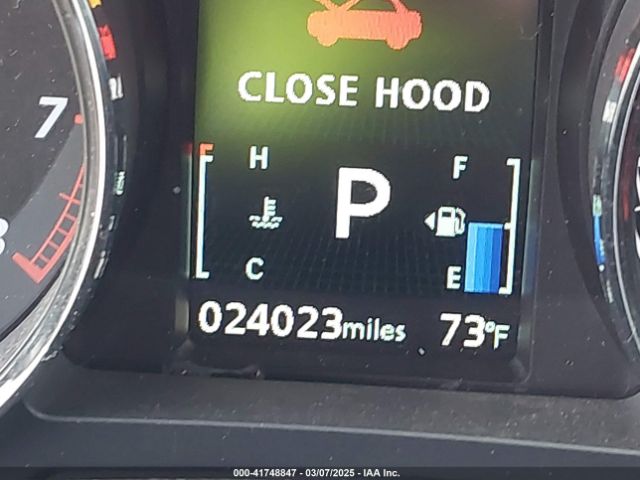 CLOSE HOOD
7
H F
P
C E
024023miles 73°F
000-41748847 - 03/07/2025 - IAA Inc.